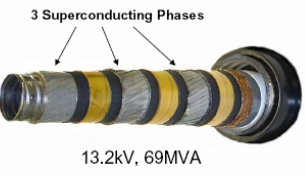 3 Superconducting Phases
13.2kV, 69MVA